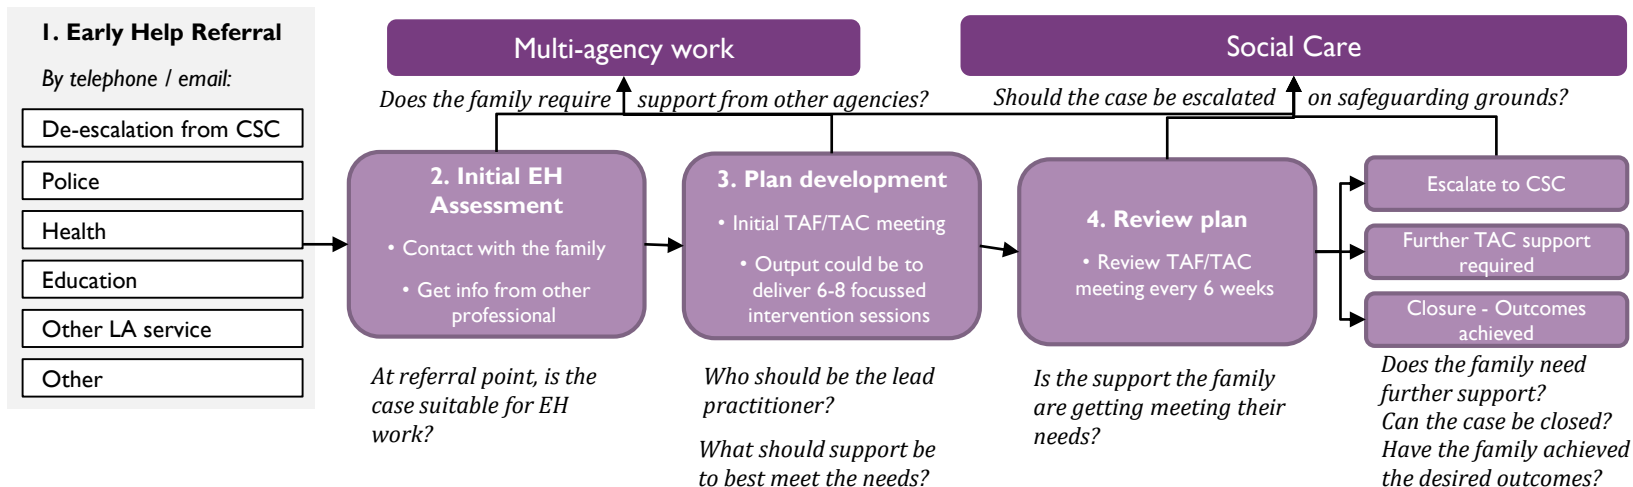 1. Early Help Referral
By telephone / email:
De-escalation from CSC
Police
Health
Education
Other LA service
Other
Multi-agency work
Social Care
Does the family require support from other agencies?
Should the case be escalated on safeguarding grounds?
2. Initial EH
Assessment
• Contact with the family
• Get info from other
professional
At referral point, is the
case suitable for EH
work?
3. Plan development
• Initial TAF/TAC meeting
• Output could be to
deliver 6-8 focussed
intervention sessions
Who should be the lead
practitioner?
What should support be
to best meet the needs?
4. Review plan
• Review TAF/TAC
meeting every 6 weeks
Is the support the family
are getting meeting their
needs?
Escalate to CSC
Further TAC support
required
Closure - Outcomes
achieved
Does the family need
further support?
Can the case be closed?
Have the family achieved
the desired outcomes?